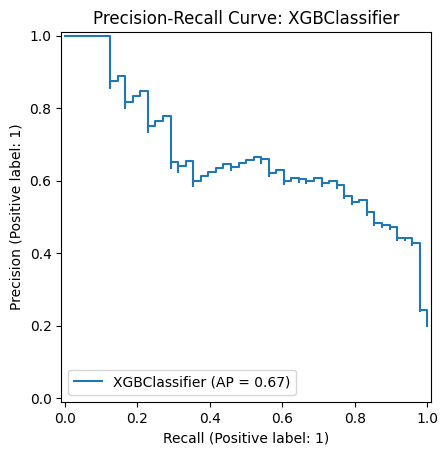 Precision-Recall Curve: XGBClassifier
1.0
0.8
0.6
0.4
0.2
0.0
Precision (Positive label: 1)
XGBClassifier (AP = 0.67)
0.0 0.2 0.4 0.6 0.8 1.0
Recall (Positive label: 1)